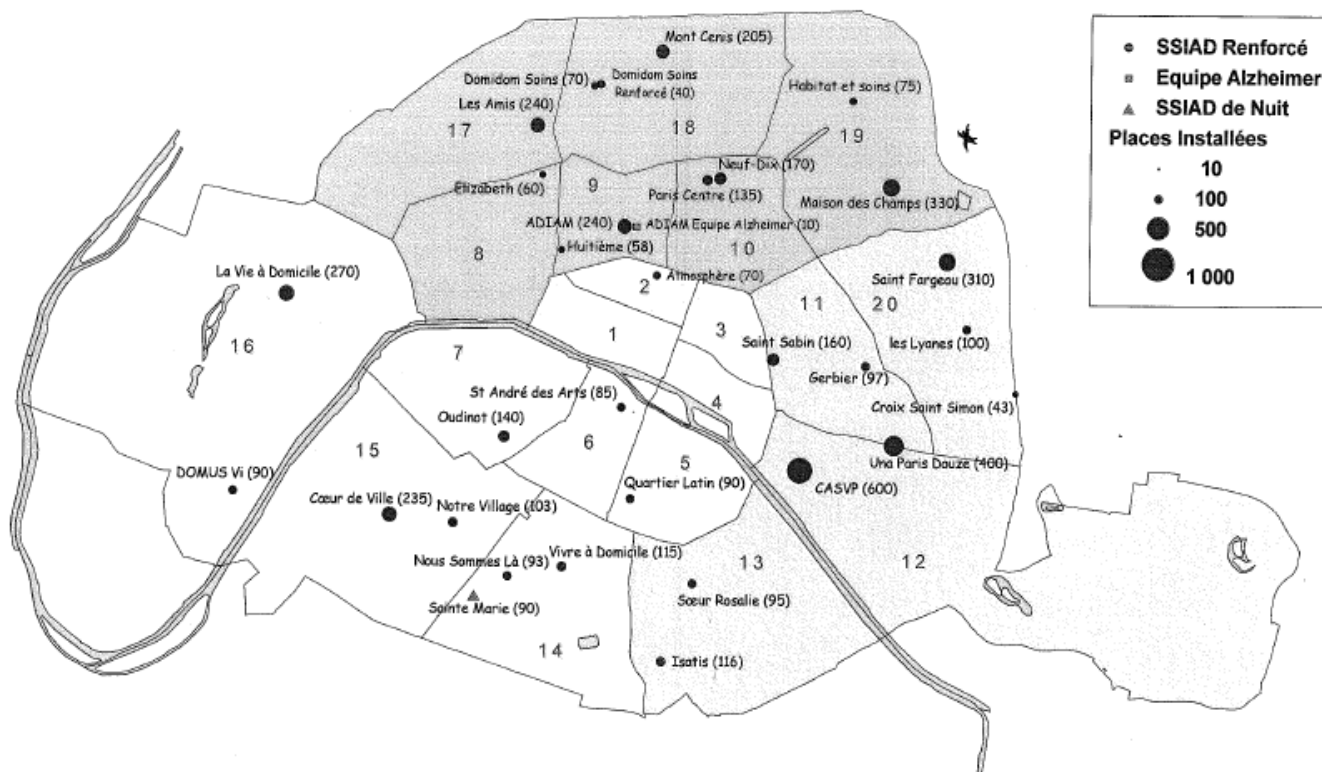 Mont Cenis (205)
Domidom Soins (70)
Domidom Soins
Renforcé (40)
Les Amis (240)
Habitat et soins (75)
17
18
19
Neuf-Dix (170)
Elizabeth (60)
9
Paris Centre (135)
Maison des Champs (330)
ADIAM (240)
ADIAM Equipe Alzheimer (10)
8
Huitième (58)
10
La Vie à Domicile (270)
2
Atmosphère (70)
Saint Fargeau (310)
11
20
16
1
3
7
Saint Sabin (160)
les Lyanes (100)
Gerbier (97)
St André des Arts (85)
4
Croix Saint Simon (43)
Oudinot (140)
15
6
5
Una Paris Douze (400)
DOMUS Vi (90)
Quartier Latin (90)
CASVP (600)
Cœur de Ville (235)
Notre Village (103)
Vivre à Domicile (115)
Nous Sommes Là (93)
13
12
Sainte Marie (90)
Sœur Rosalie (95)
14
Isatis (116)
SSIAD Renforcé
Equipe Alzheimer
SSIAD de Nuit
Places Installées
10
100
500
1 000